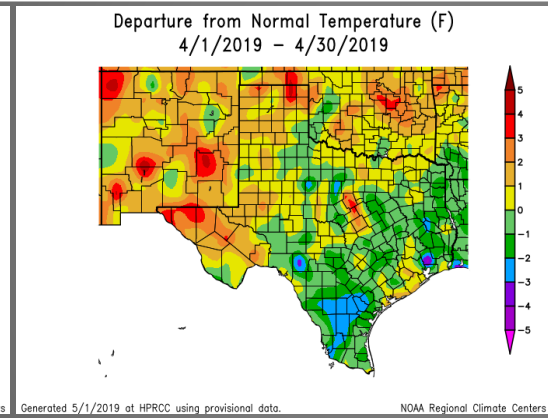 Departure from Normal Temperature (F)
4/1/2019 – 4/30/2019
5
4
3
2
1
0
−1
−2
−3
−4
−5
s
Generated 5/1/2019 at HPRCC using provisional data.
NOAA Regional Climate Centers